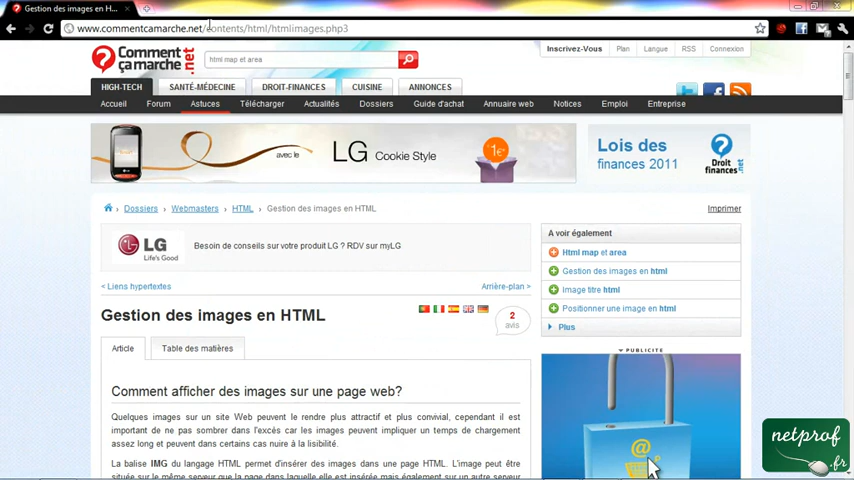 Gestion des images en H...
www.commentcamarche.net/contents/html/htmlimages.php3
Comment
ça marche
.net
html map et area
Inscrivez-Vous Plan Langue RSS Connexion
HIGH-TECH SANTÉ-MÉDECINE DROIT-FINANCES CUISINE ANNONCES
Accueil Forum Astuces Télécharger Actualités Dossiers Guide d'achat Annuaire web Notices Emploi Entreprise
avec le LG Cookie Style 1€
Lois des
finances 2011
Droit
finances.net
Dossiers › Webmasters › HTML › Gestion des images en HTML
Imprimer
LG
Life's Good
Besoin de conseils sur votre produit LG ? RDV sur myLG
< Liens hypertextes Arrière-plan >
Gestion des images en HTML
2
avis
Article Table des matières
Comment afficher des images sur une page web?
Quelques images sur un site Web peuvent le rendre plus attractif et plus convivial, cependant il est
important de ne pas sombrer dans l'excès car les images peuvent impliquer un temps de chargement
assez long et peuvent dans certains cas nuire à la lisibilité.
La balise IMG du langage HTML permet d'insérer des images dans une page HTML. L'image peut être
située sur le même serveur que la page dans laquelle elle est insérée mais également sur un autre serveur
A voir également
Html map et area
Gestion des images en html
Image titre html
Positionner une image en html
Plus
PUBLICITE
@
netprof
.fr